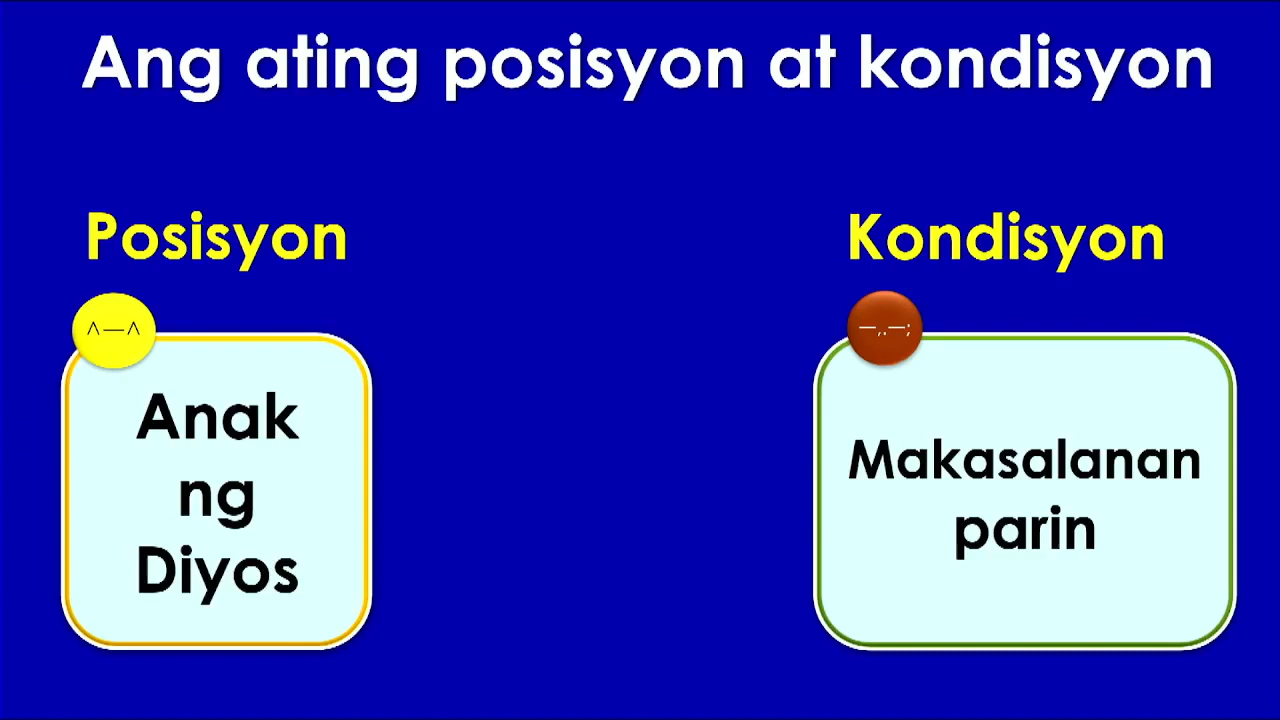 Ang ating posisyon at kondisyon
Posisyon
Kondisyon
^—^
—,.—;
Anak
ng
Diyos
Makasalanan
parin